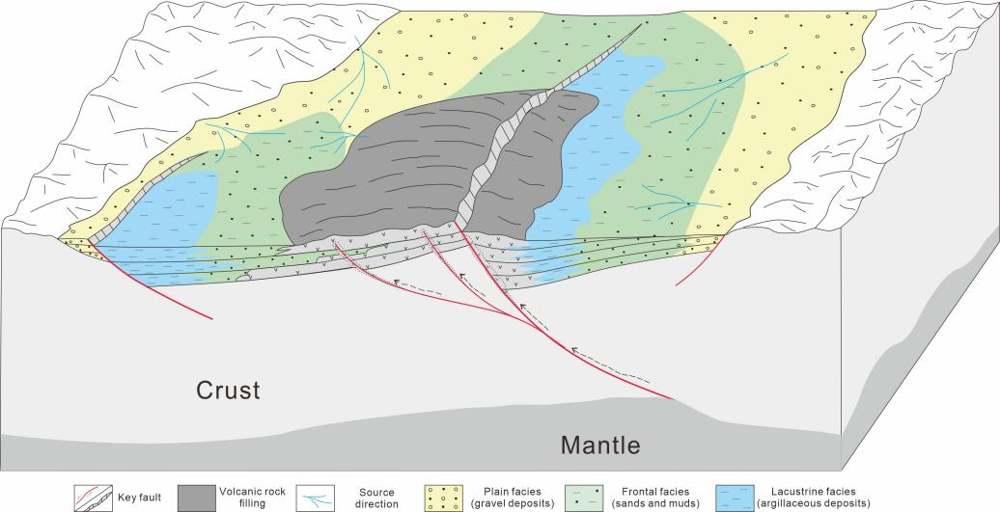 Crust
Mantle
Key fault
Volcanic rock
filling
Source
direction
Plain facies
(gravel deposits)
Frontal facies
(sands and muds)
Lacustrine facies
(argillaceous deposits)